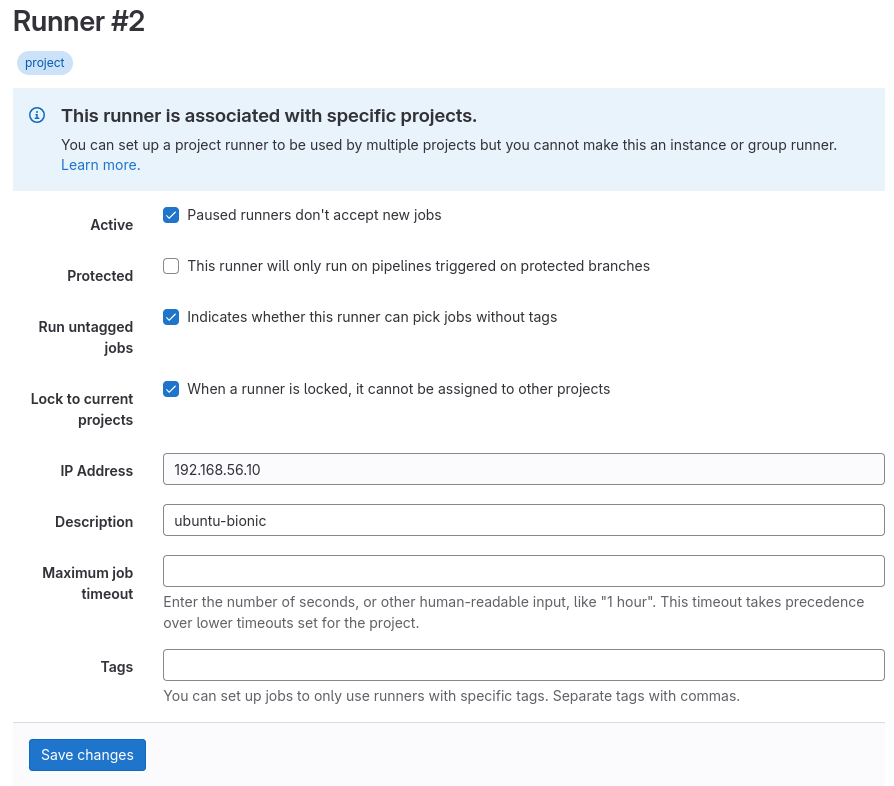 Runner #2
project
This runner is associated with specific projects.
You can set up a project runner to be used by multiple projects but you cannot make this an instance or group runner.
Learn more.
Active
Paused runners don't accept new jobs
Protected
This runner will only run on pipelines triggered on protected branches
Run untagged
jobs
Indicates whether this runner can pick jobs without tags
Lock to current
projects
When a runner is locked, it cannot be assigned to other projects
IP Address
192.168.56.10
Description
ubuntu-bionic
Maximum job
timeout
Enter the number of seconds, or other human-readable input, like "1 hour". This timeout takes precedence
over lower timeouts set for the project.
Tags
You can set up jobs to only use runners with specific tags. Separate tags with commas.
Save changes